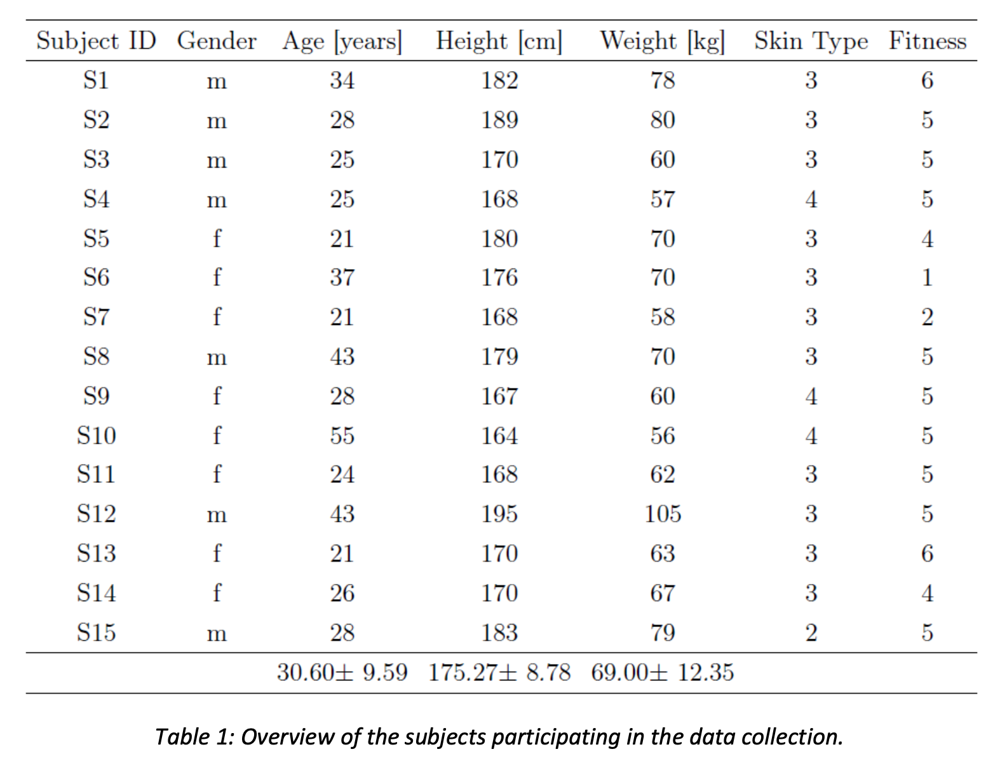 Subject ID Gender Age [years] Height [cm] Weight [kg] Skin Type Fitness
S1 m 34 182 78 3 6
S2 m 28 189 80 3 5
S3 m 25 170 60 3 5
S4 m 25 168 57 4 5
S5 f 21 180 70 3 4
S6 f 37 176 70 3 1
S7 f 21 168 58 3 2
S8 m 43 179 70 3 5
S9 f 28 167 60 4 5
S10 f 55 164 56 4 5
S11 f 24 168 62 3 5
S12 m 43 195 105 3 5
S13 f 21 170 63 3 6
S14 f 26 170 67 3 4
S15 m 28 183 79 2 5
30.60± 9.59 175.27± 8.78 69.00± 12.35
Table 1: Overview of the subjects participating in the data collection.